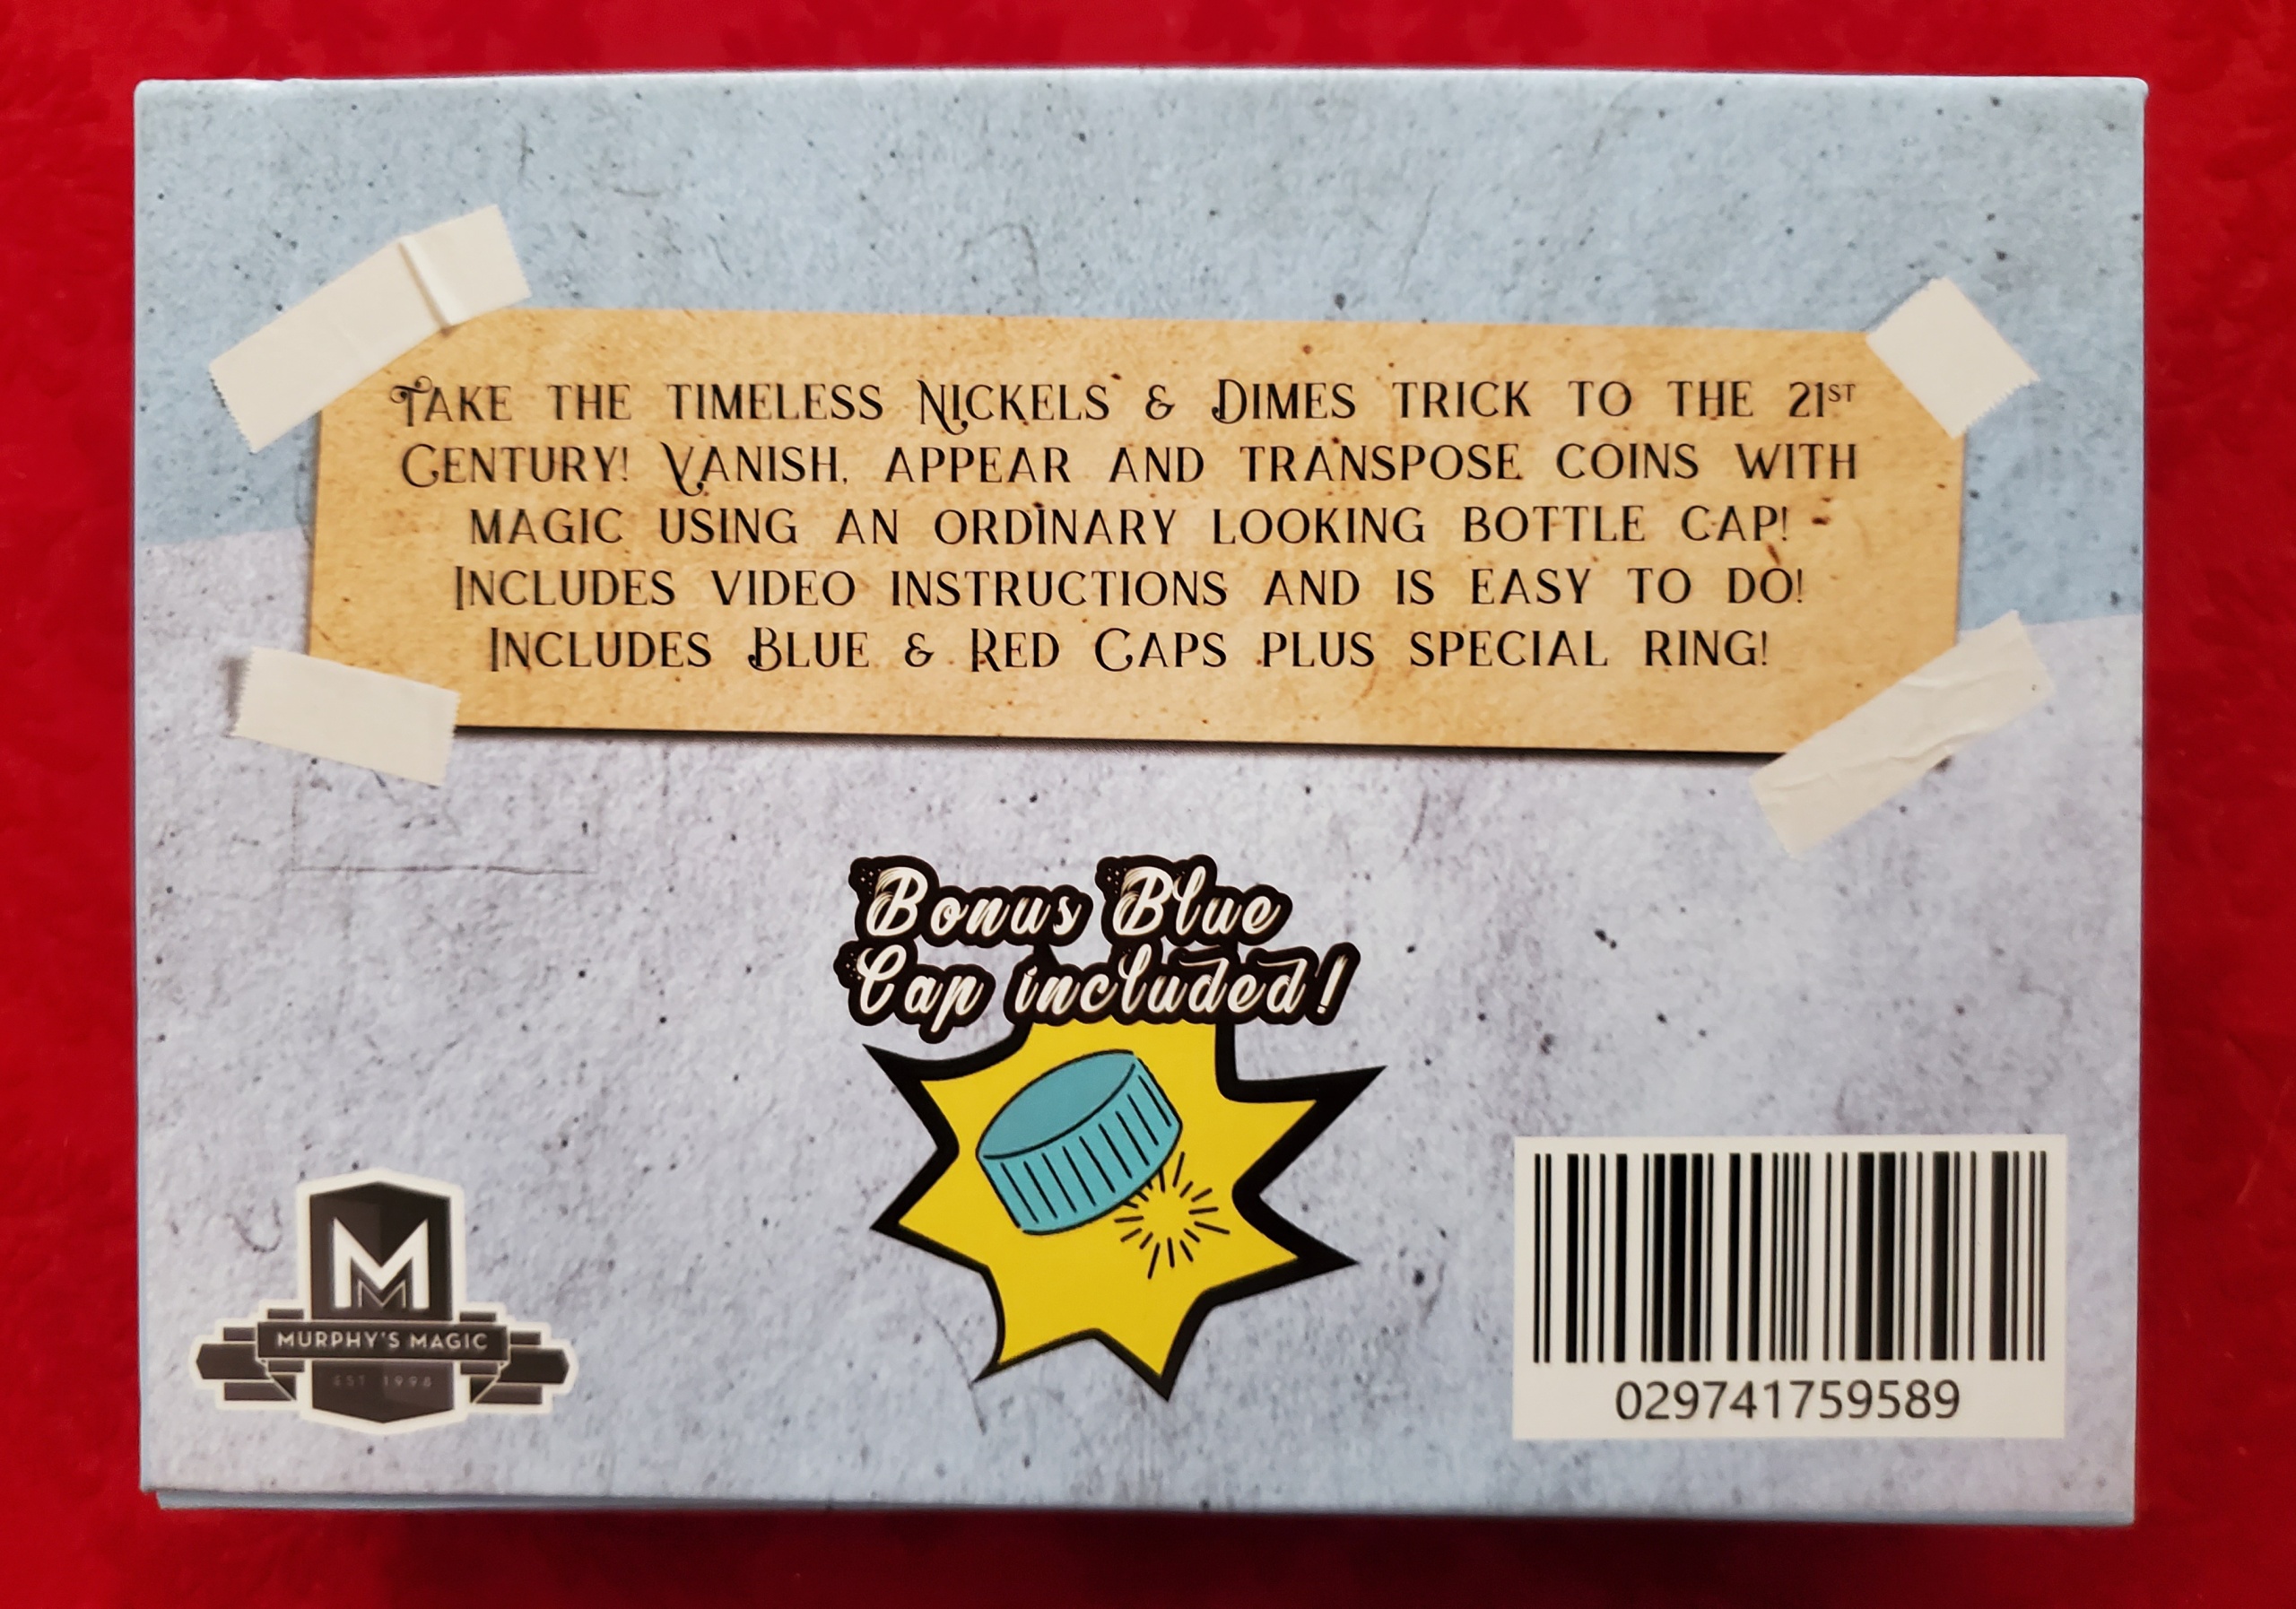 Take the timeless Nickels & Dimes trick to the 21st
Century! Vanish, appear and transpose coins with
magic using an ordinary looking bottle cap!
Includes video instructions and is easy to do!
Includes Blue & Red Caps plus special ring!
Bonus Blue
Cap included!
M
M
MURPHY'S MAGIC
EST 1998
029741759589